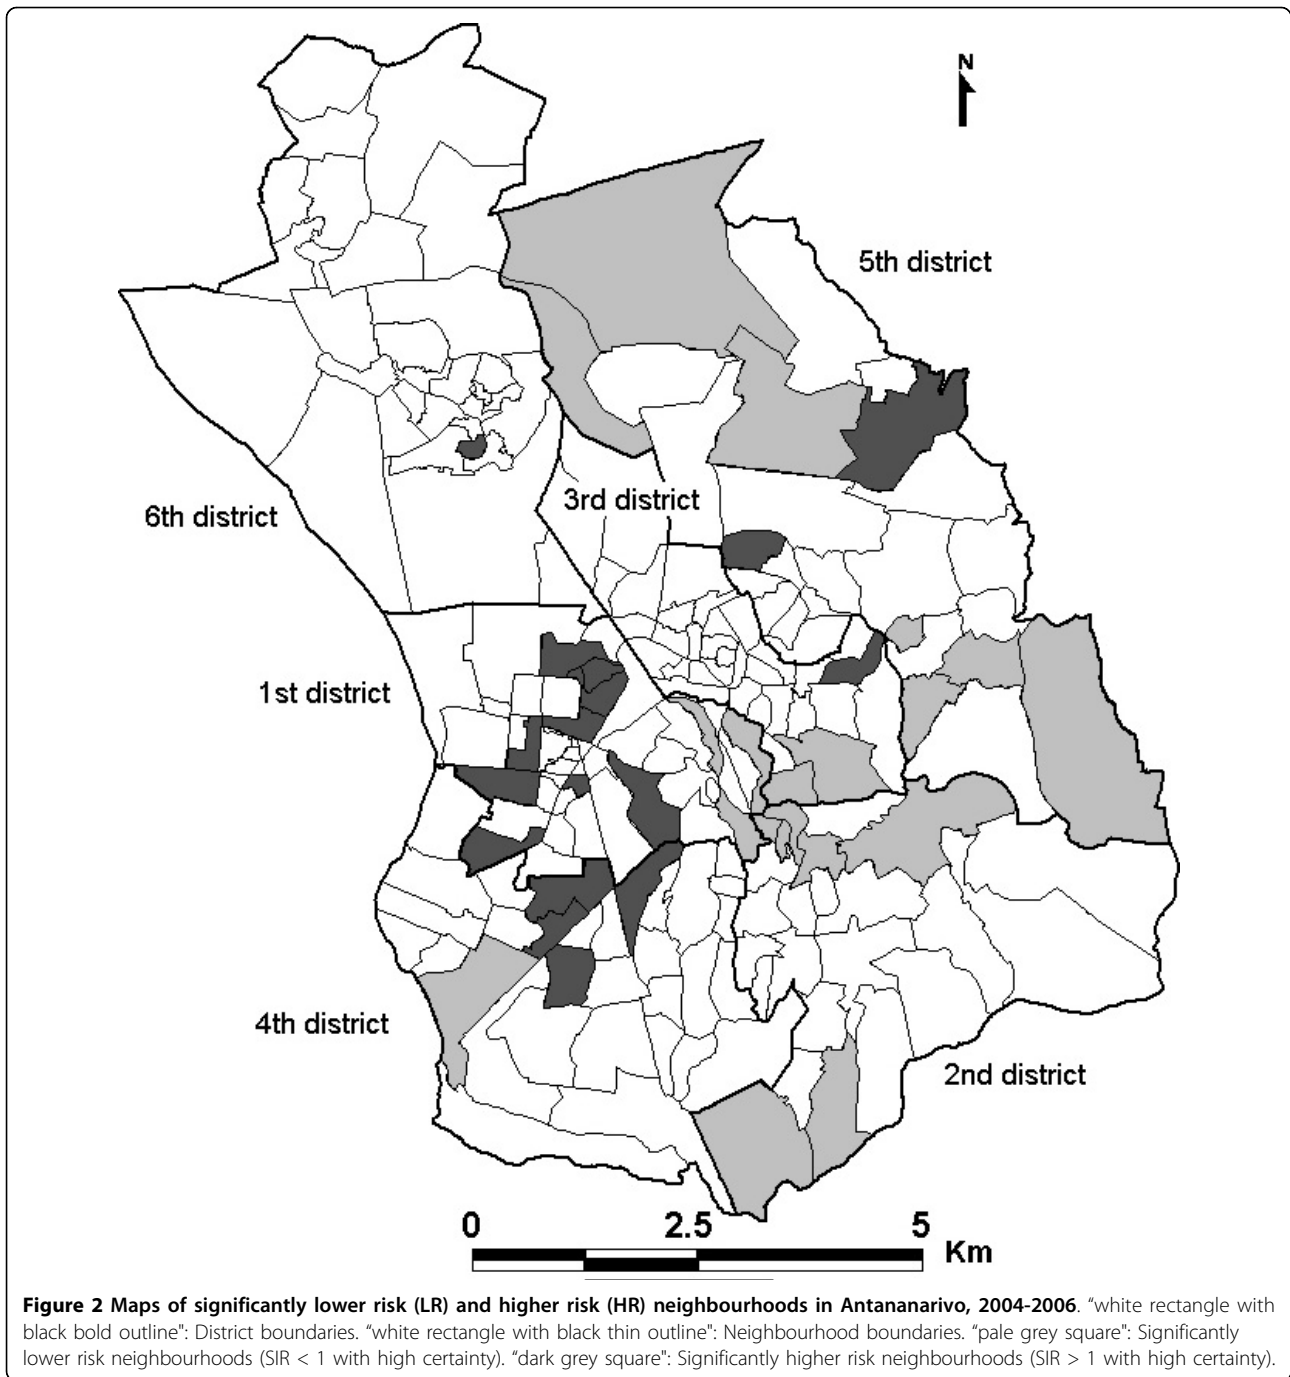 N
5th district
3rd district
6th district
1st district
4th district
2nd district
0 2.5 5
Km
Figure 2 Maps of significantly lower risk (LR) and higher risk (HR) neighbourhoods in Antananarivo, 2004-2006. “white rectangle with
black bold outline": District boundaries. “white rectangle with black thin outline": Neighbourhood boundaries. “pale grey square": Significantly
lower risk neighbourhoods (SIR < 1 with high certainty). “dark grey square": Significantly higher risk neighbourhoods (SIR > 1 with high certainty).